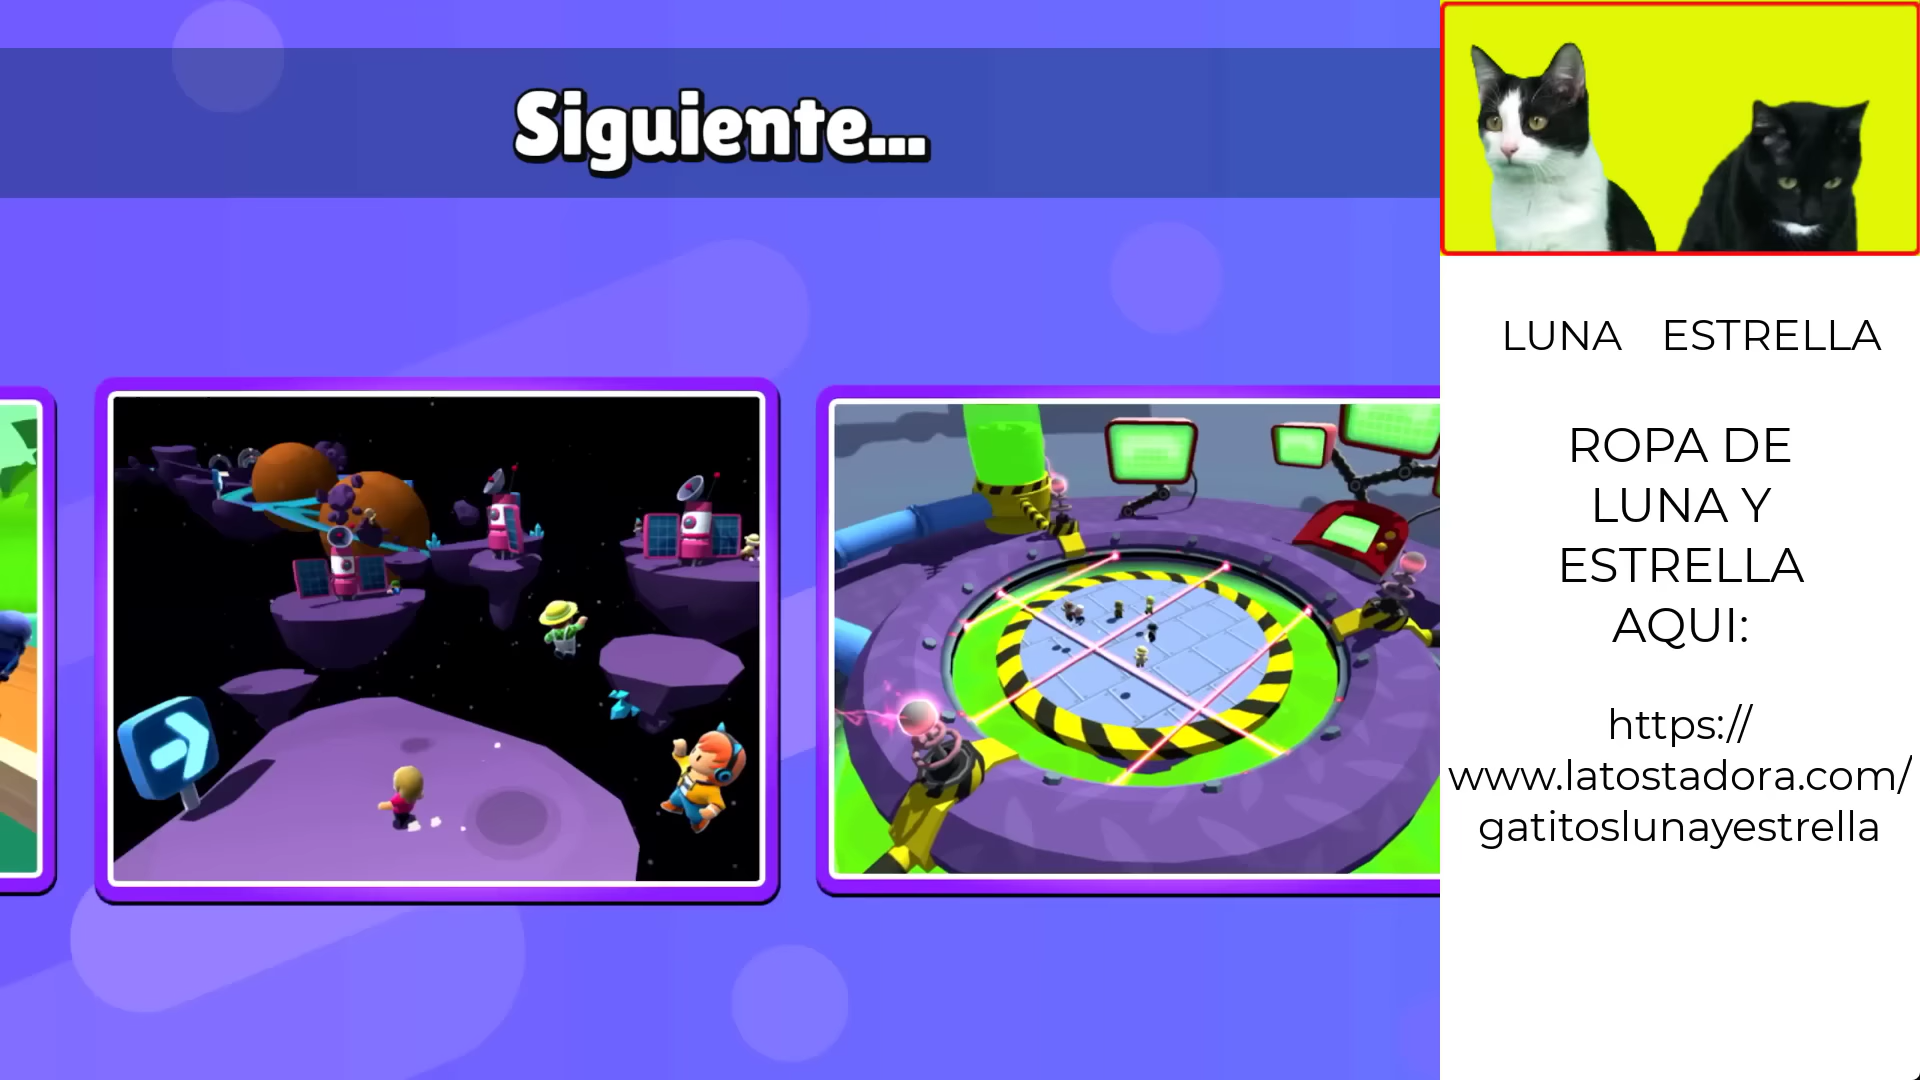 Siguiente...
LUNA ESTRELLA
ROPA DE
LUNA Y
ESTRELLA
AQUI:
https://
www.latostadora.com/
gatitoslunayestrella